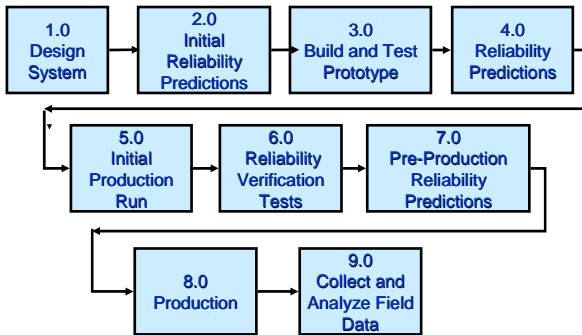 1.0
Design
System
2.0
Initial
Reliability
Predictions
3.0
Build and Test
Prototype
4.0
Reliability
Predictions
5.0
Initial
Production
Run
6.0
Reliability
Verification
Tests
7.0
Pre-Production
Reliability
Predictions
8.0
Production
9.0
Collect and
Analyze Field
Data